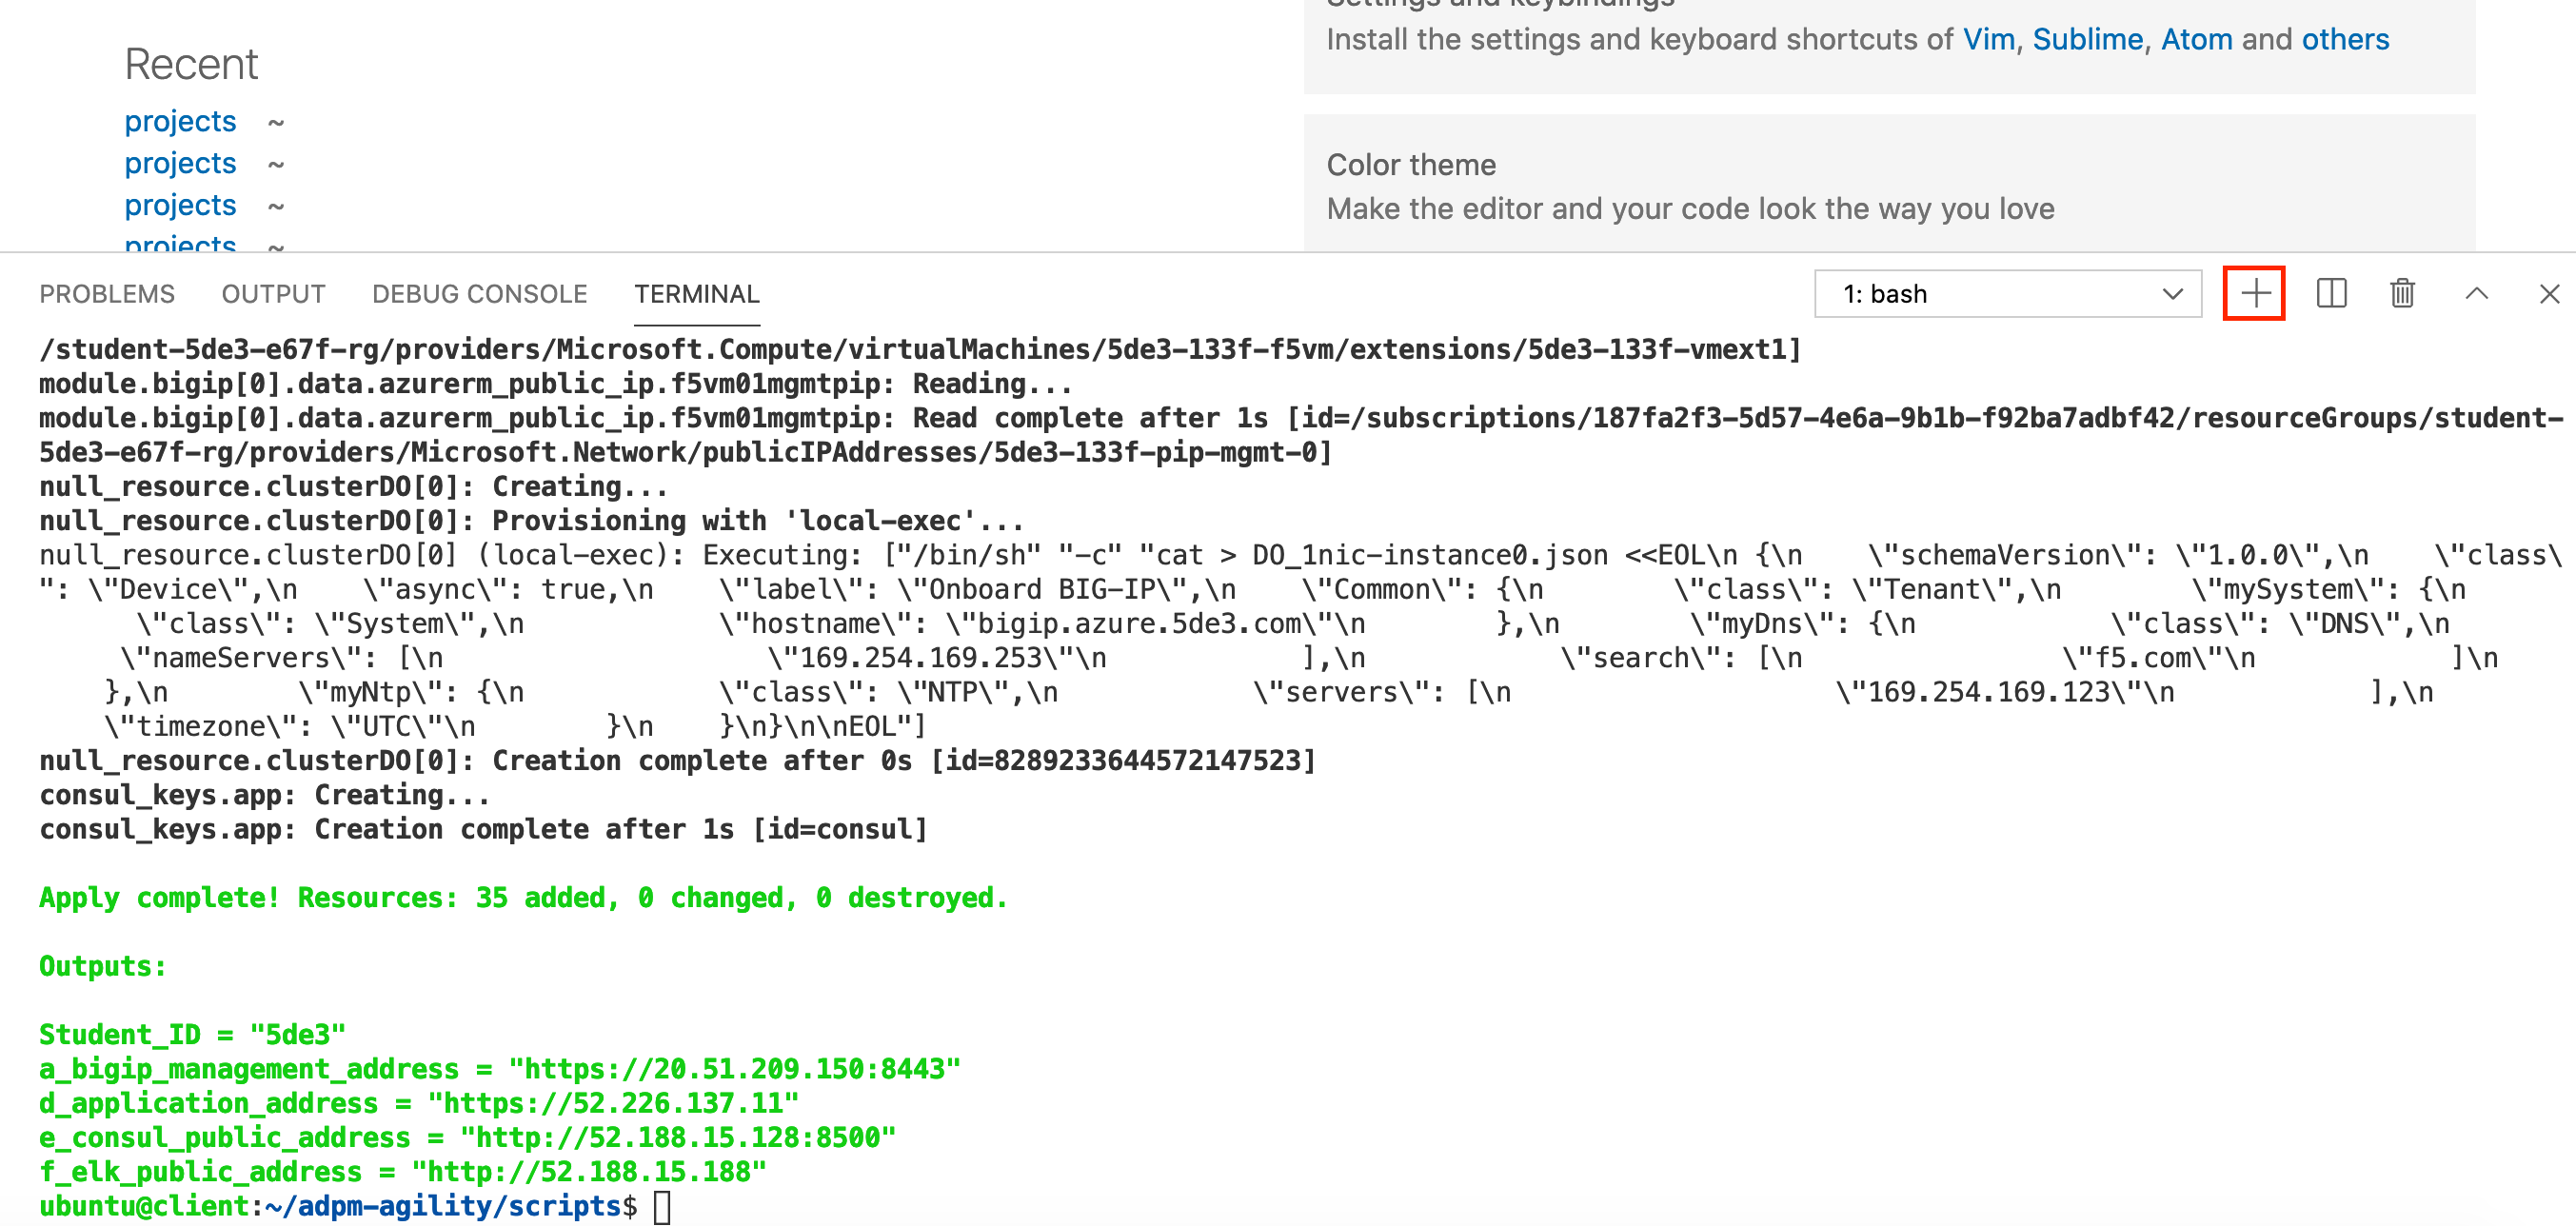 Settings and keybindings
Install the settings and keyboard shortcuts of Vim, Sublime, Atom and others
Recent
projects ~
projects ~
projects ~
projects ~
Color theme
Make the editor and your code look the way you love
PROBLEMS OUTPUT DEBUG CONSOLE TERMINAL 1: bash
/student-5de3-e67f-rg/providers/Microsoft.Compute/virtualMachines/5de3-133f-f5vm/extensions/5de3-133f-vmext1]
module.bigip[0].data.azurerm_public_ip.f5vm01mgmtpip: Reading...
module.bigip[0].data.azurerm_public_ip.f5vm01mgmtpip: Read complete after 1s [id=/subscriptions/187fa2f3-5d57-4e6a-9b1b-f92ba7adbf42/resourceGroups/student-
5de3-e67f-rg/providers/Microsoft.Network/publicIPAddresses/5de3-133f-pip-mgmt-0]
null_resource.clusterDO[0]: Creating...
null_resource.clusterDO[0]: Provisioning with 'local-exec'...
null_resource.clusterDO[0] (local-exec): Executing: ["/bin/sh" "-c" "cat > DO_1nic-instance0.json <<EOL\n {\n    \"schemaVersion\": \"1.0.0\",\n    \"class\
": \"Device\",\n    \"async\": true,\n    \"label\": \"Onboard BIG-IP\",\n    \"Common\": {\n        \"class\": \"Tenant\",\n        \"mySystem\": {\n
      \"class\": \"System\",\n            \"hostname\": \"bigip.azure.5de3.com\"\n        },\n        \"myDns\": {\n            \"class\": \"DNS\",\n
     \"nameServers\": [\n                    \"169.254.169.253\"\n            ],\n            \"search\": [\n                \"f5.com\"\n            ]\n
    },\n        \"myNtp\": {\n            \"class\": \"NTP\",\n            \"servers\": [\n                    \"169.254.169.123\"\n            ],\n
    \"timezone\": \"UTC\"\n        }\n    }\n}\n\nEOL"]
null_resource.clusterDO[0]: Creation complete after 0s [id=8289233644572147523]
consul_keys.app: Creating...
consul_keys.app: Creation complete after 1s [id=consul]
Apply complete! Resources: 35 added, 0 changed, 0 destroyed.
Outputs:
Student_ID = "5de3"
a_bigip_management_address = "https://20.51.209.150:8443"
d_application_address = "https://52.226.137.11"
e_consul_public_address = "http://52.188.15.128:8500"
f_elk_public_address = "http://52.188.15.188"
ubuntu@client:~/adpm-agility/scripts$